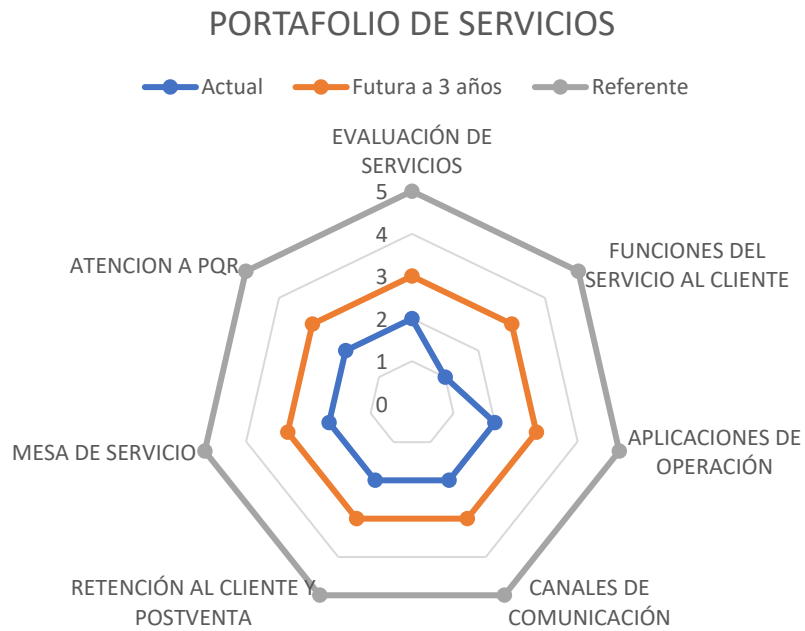 PORTAFOLIO DE SERVICIOS
Actual
Futura a 3 años
Referente
EVALUACIÓN DE
SERVICIOS
5
4
3
2
1
0
FUNCIONES DEL
SERVICIO AL CLIENTE
APLICACIONES DE
OPERACIÓN
CANALES DE
COMUNICACIÓN
RETENCIÓN AL CLIENTE Y
POSTVENTA
MESA DE SERVICIO
ATENCION A PQR